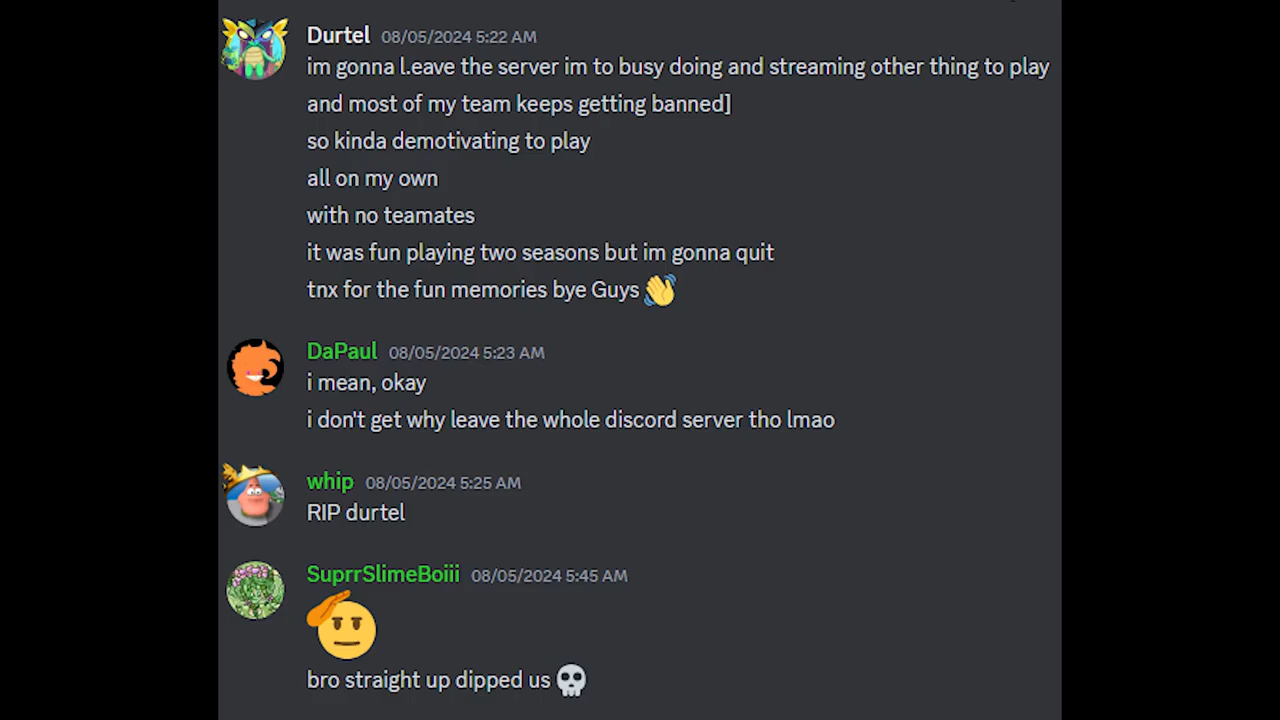 Durtel 08/05/2024 5:22 AM
im gonna l.eave the server im to busy doing and streaming other thing to play
and most of my team keeps getting banned]
so kinda demotivating to play
all on my own
with no teamates
it was fun playing two seasons but im gonna quit
tnx for the fun memories bye Guys 👋
DaPaul 08/05/2024 5:23 AM
i mean, okay
i don't get why leave the whole discord server tho lmao
whip 08/05/2024 5:25 AM
RIP durtel
SuprrSlimeBoiii 08/05/2024 5:45 AM
bro straight up dipped us 💀